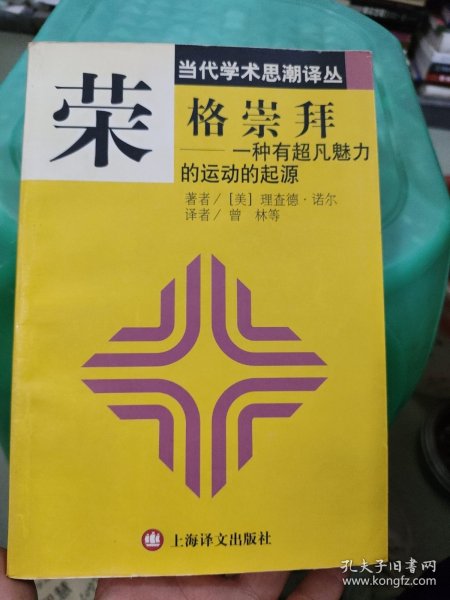 当代学术思潮译丛
荣格崇拜
——一种有超凡魅力
的运动的起源
著者/［美］理查德·诺尔
译者/曾 林等
上海译文出版社
孔夫子旧书网
www.kongfz.com